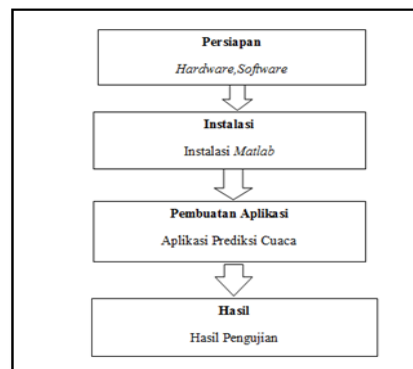 Persiapan
Hardware,Software
Instalasi
Instalasi Matlab
Pembuatan Aplikasi
Aplikasi Prediksi Cuaca
Hasil
Hasil Pengujian